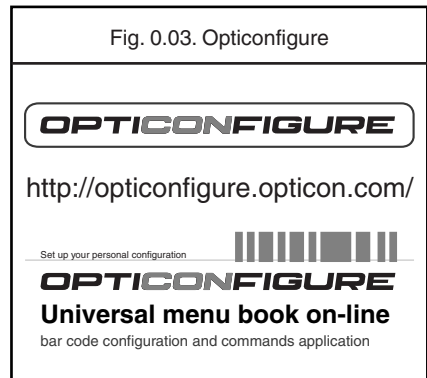 Fig. 0.03. Opticonfigure
OPTICONFIGURE
http://opticonfigure.opticon.com/
Set up your personal configuration
OPTICONFIGURE
Universal menu book on-line
bar code configuration and commands application